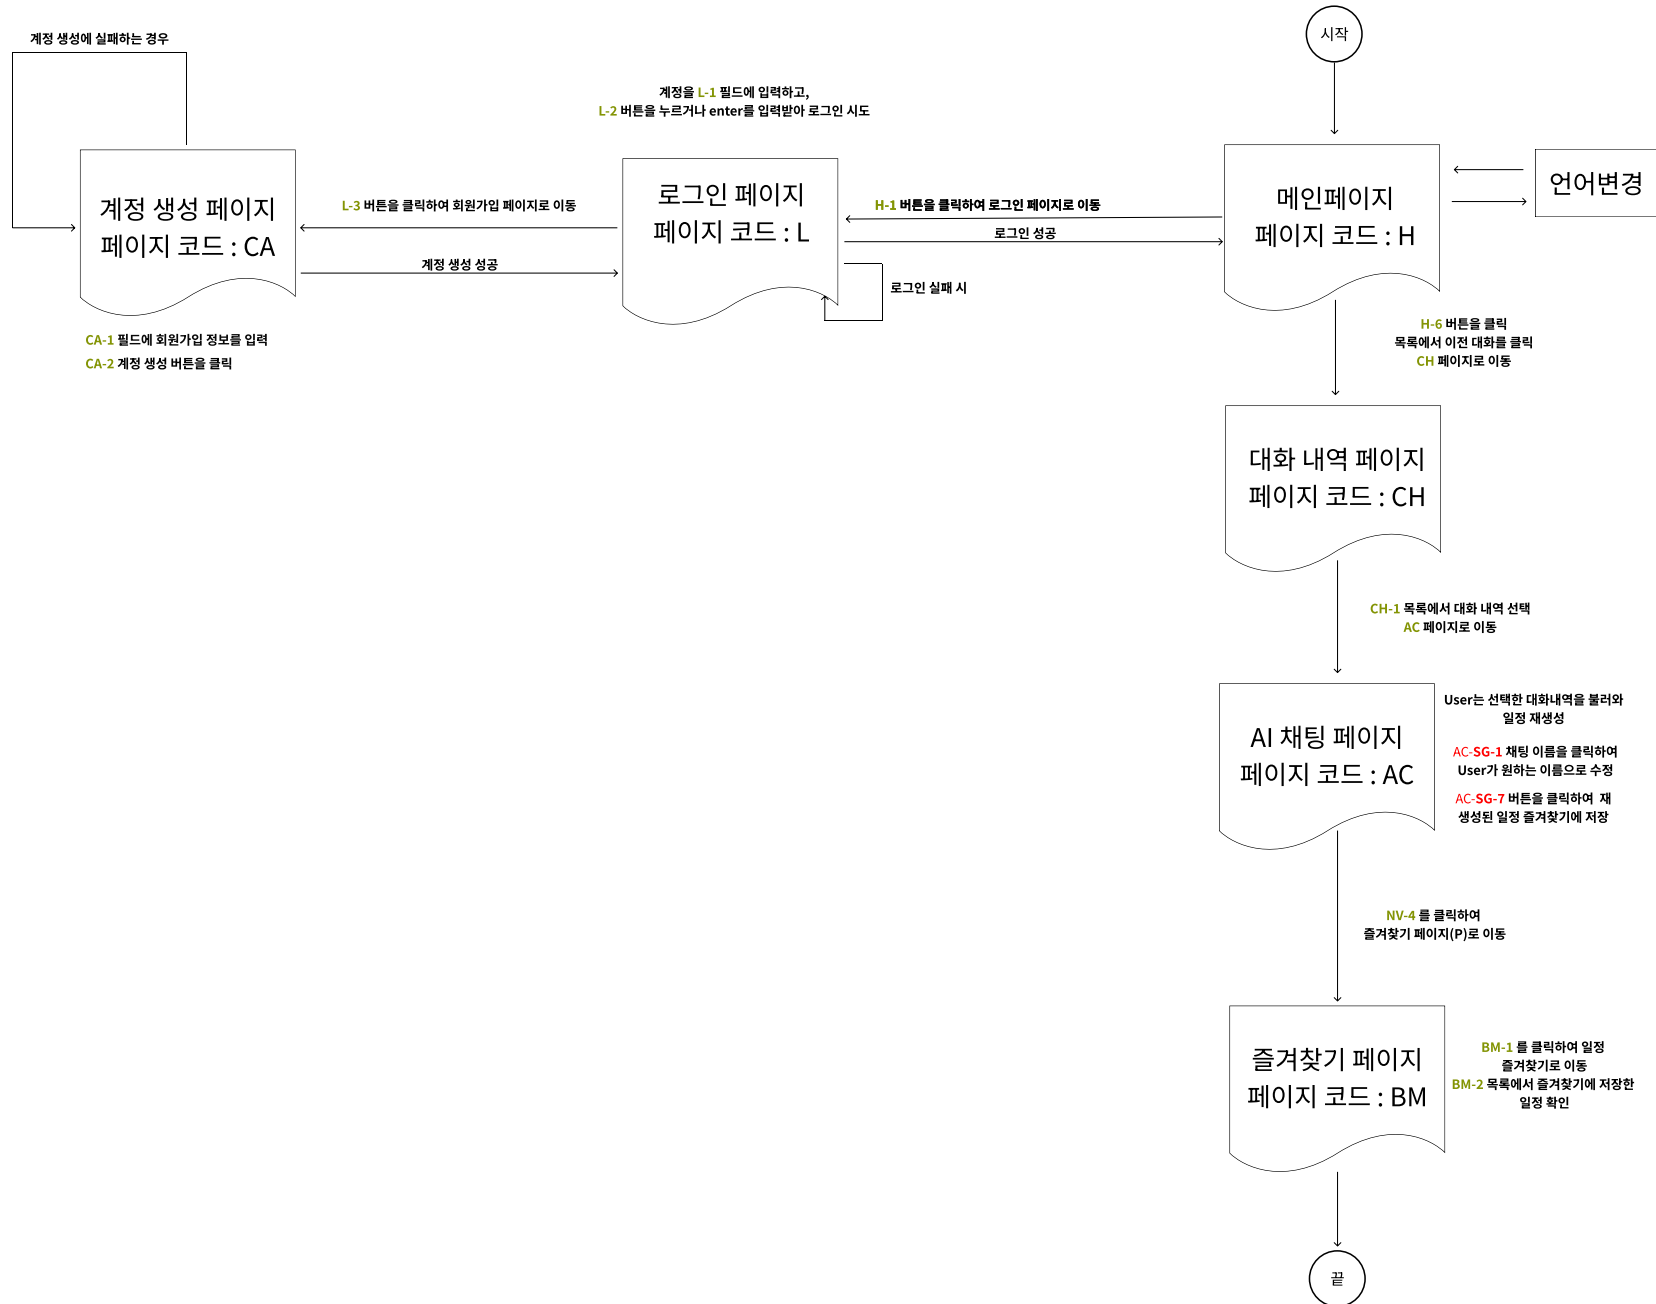 시작
계정 생성에 실패하는 경우
계정을 L-1 필드에 입력하고,
L-2 버튼을 누르거나 enter를 입력받아 로그인 시도
계정 생성 페이지
페이지 코드 : CA
L-3 버튼을 클릭하여 회원가입 페이지로 이동
계정 생성 성공
로그인 페이지
페이지 코드 : L
H-1 버튼을 클릭하여 로그인 페이지로 이동
로그인 성공
로그인 실패 시
메인페이지
페이지 코드 : H
언어변경
CA-1 필드에 회원가입 정보를 입력
CA-2 계정 생성 버튼을 클릭
H-6 버튼을 클릭
목록에서 이전 대화를 클릭
CH 페이지로 이동
대화 내역 페이지
페이지 코드 : CH
CH-1 목록에서 대화 내역 선택
AC 페이지로 이동
AI 채팅 페이지
페이지 코드 : AC
User는 선택한 대화내역을 불러와
일정 재생성
AC-SG-1 채팅 이름을 클릭하여
User가 원하는 이름으로 수정
AC-SG-7 버튼을 클릭하여 재
생성된 일정 즐겨찾기에 저장
NV-4 를 클릭하여
즐겨찾기 페이지(P)로 이동
즐겨찾기 페이지
페이지 코드 : BM
BM-1 를 클릭하여 일정
즐겨찾기로 이동
BM-2 목록에서 즐겨찾기에 저장한
일정 확인
끝